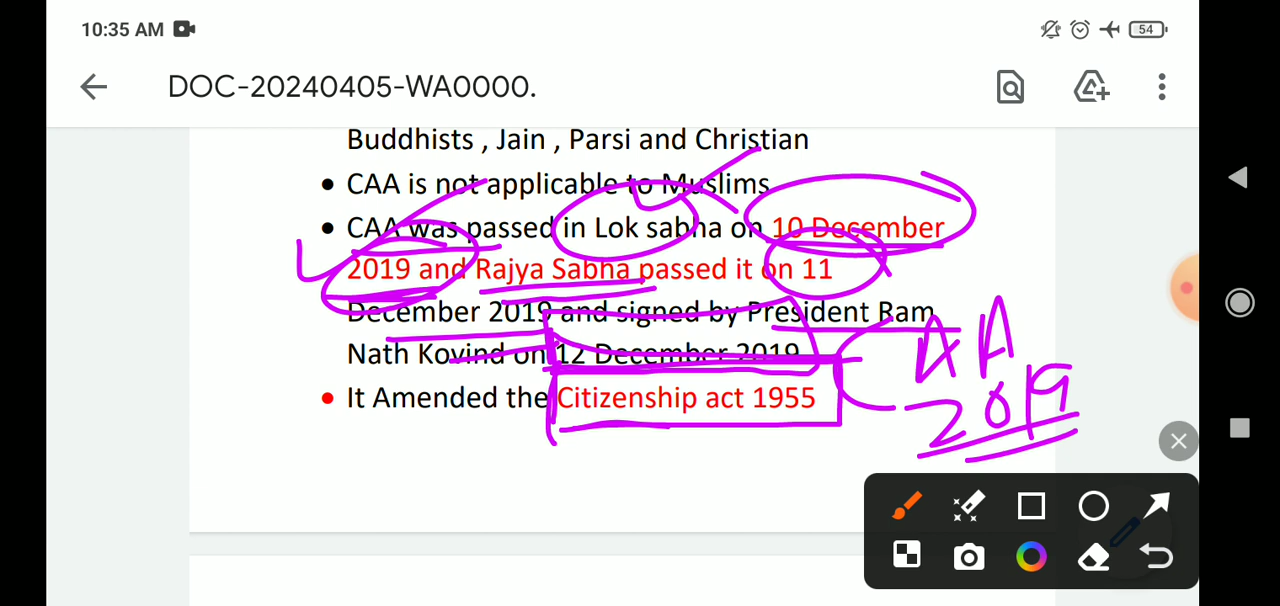 10:35 AM
54
DOC-20240405-WA0000.
Buddhists , Jain , Parsi and Christian
• CAA is not applicable to Muslims
• CAA was passed in Lok sabha on 10 December
2019 and Rajya Sabha passed it on 11
December 2019 and signed by President Ram
Nath Kovind on 12 December 2019
• It Amended the Citizenship act 1955
CAA
2019